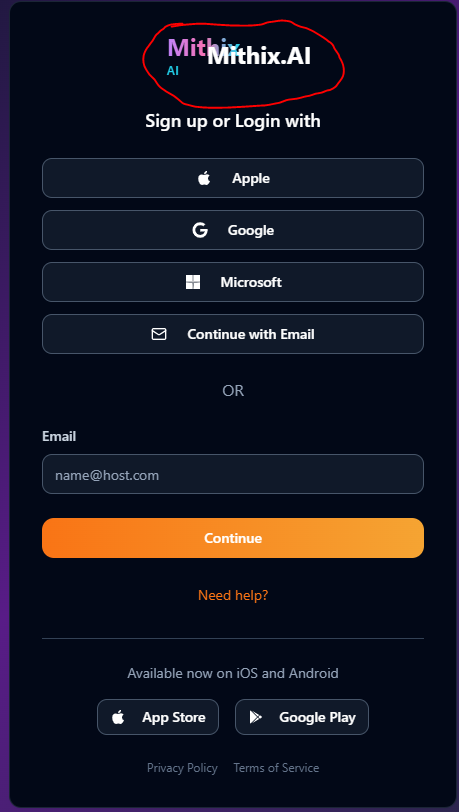 Mithix
AI
Mithix.AI
Sign up or Login with
Apple
Google
Microsoft
Continue with Email
OR
Email
name@host.com
Continue
Need help?
Available now on iOS and Android
App Store Google Play
Privacy Policy Terms of Service